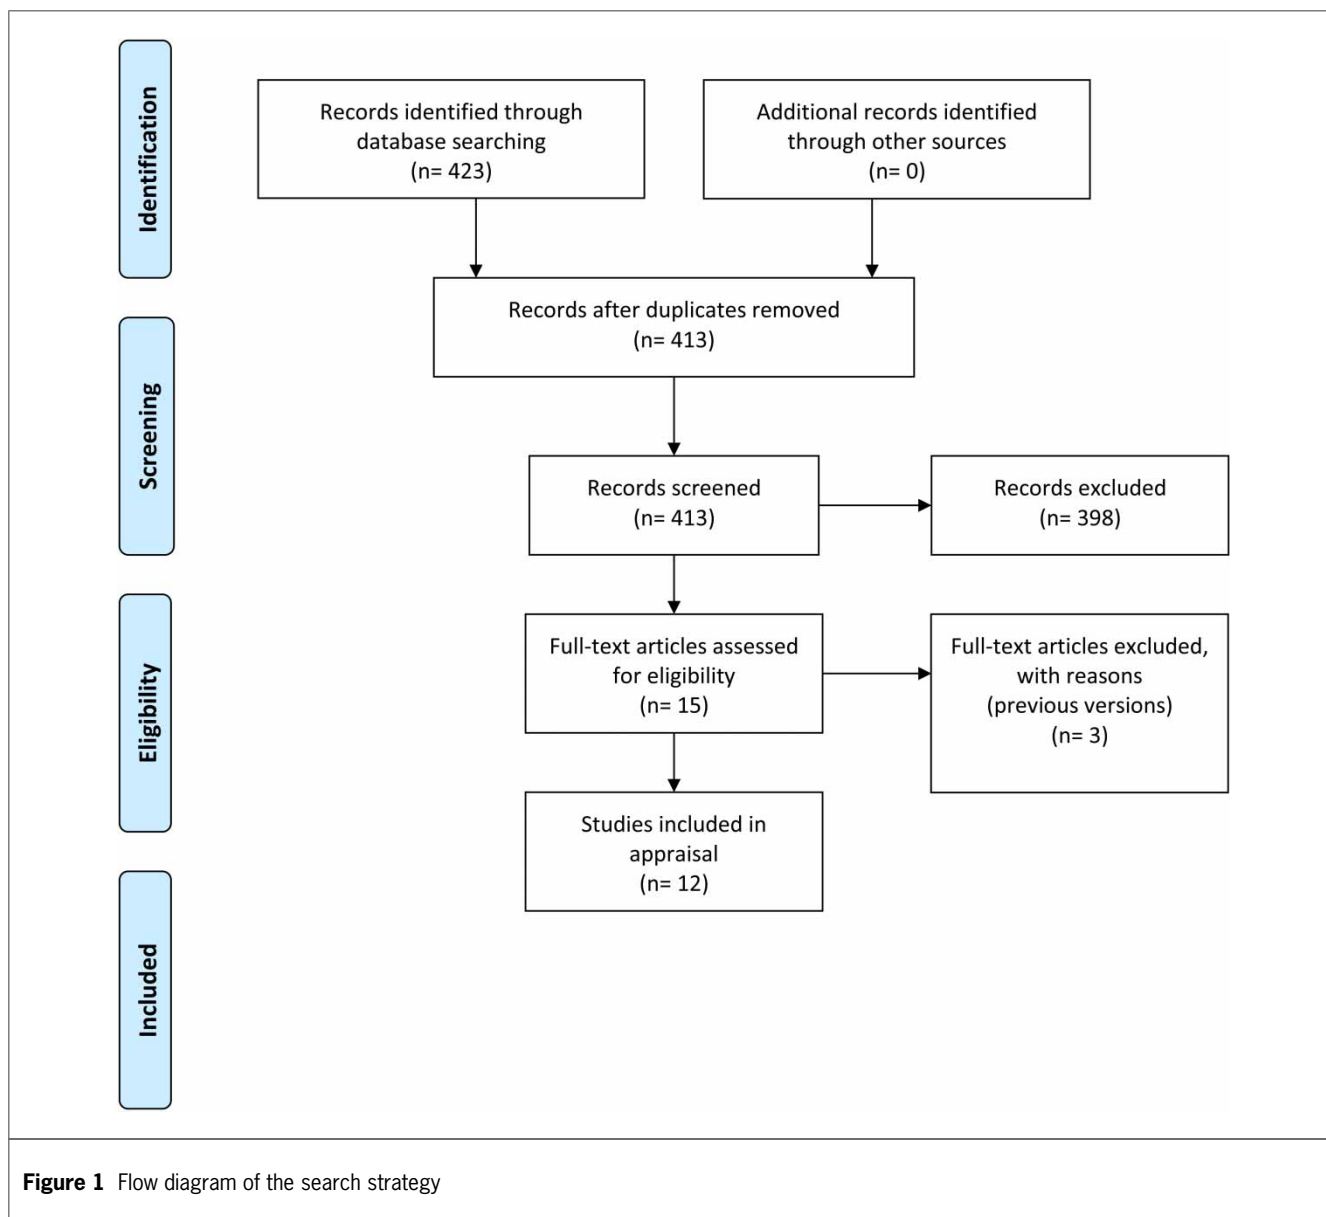 Identification
Records identified through
database searching
(n= 423)
Additional records identified
through other sources
(n= 0)
Records after duplicates removed
(n= 413)
Screening
Records screened
(n= 413)
Records excluded
(n= 398)
Eligibility
Full-text articles assessed
for eligibility
(n= 15)
Full-text articles excluded,
with reasons
(previous versions)
(n= 3)
Studies included in
appraisal
(n= 12)
Included
Figure 1 Flow diagram of the search strategy